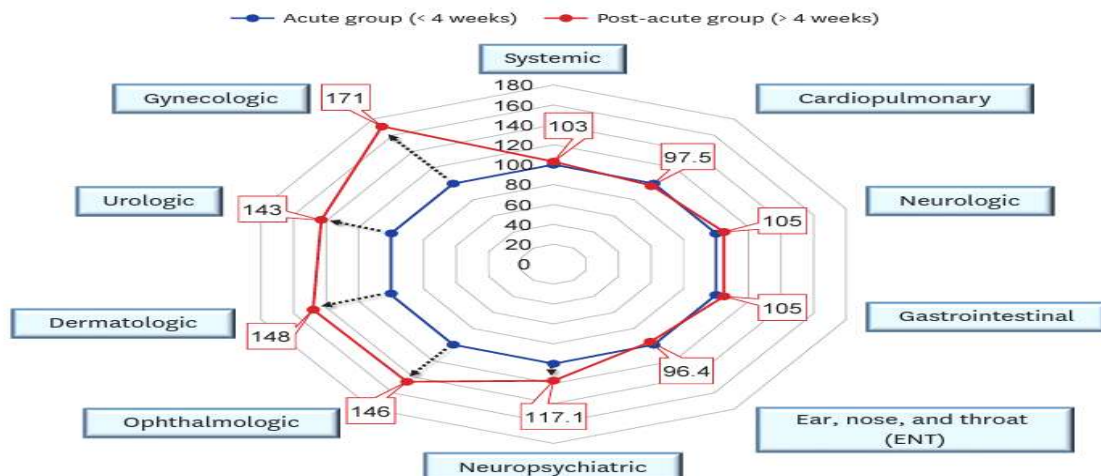 Acute group (< 4 weeks) Post-acute group (> 4 weeks)
Systemic
Gynecologic
Cardiopulmonary
Urologic
Neurologic
Dermatologic
Gastrointestinal
Ophthalmologic
Ear, nose, and throat
(ENT)
Neuropsychiatric
180
160
140
120
100
80
60
40
20
0
103
97.5
105
105
96.4
117.1
146
148
143
171